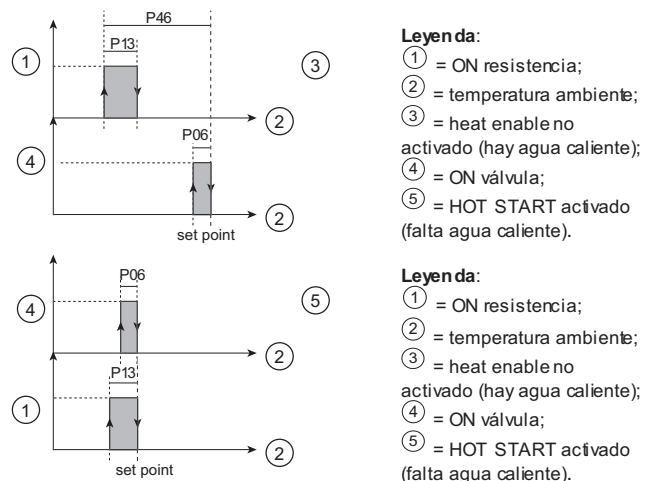 P46
P13
1
3
2
P06
4
2
set point
P06
5
4
2
P13
1
2
set point
Leyenda:
1 = ON resistencia;
2 = temperatura ambiente;
3 = heat enable no
activado (hay agua caliente);
4 = ON válvula;
5 = HOT START activado
(falta agua caliente).
Leyenda:
1 = ON resistencia;
2 = temperatura ambiente;
3 = heat enable no
activado (hay agua caliente);
4 = ON válvula;
5 = HOT START activado
(falta agua caliente).